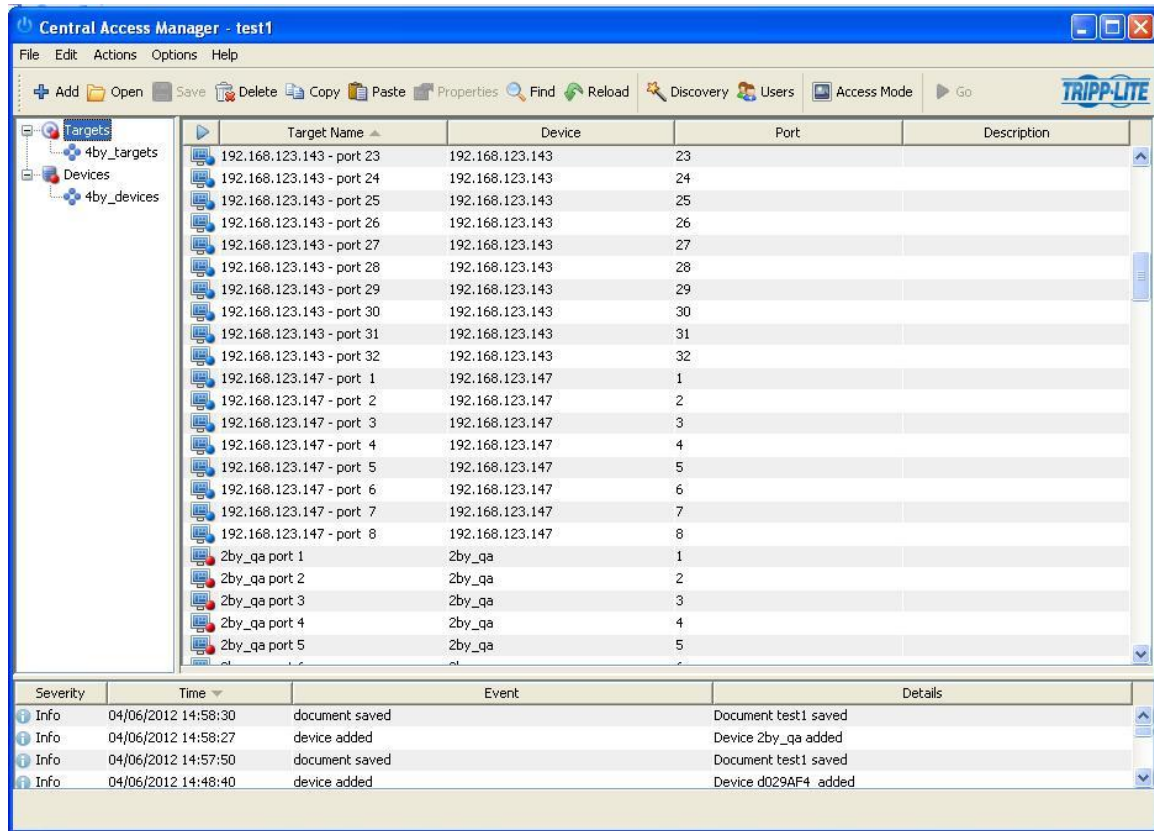 Central Access Manager - test1
File Edit Actions Options Help
Add Open Save Delete Copy Paste Properties Find Reload Discovery Users Access Mode Go TRIPP·LITE
Targets
4by_targets
Devices
4by_devices
Target Name Device Port Description
192.168.123.143 - port 23 192.168.123.143 23
192.168.123.143 - port 24 192.168.123.143 24
192.168.123.143 - port 25 192.168.123.143 25
192.168.123.143 - port 26 192.168.123.143 26
192.168.123.143 - port 27 192.168.123.143 27
192.168.123.143 - port 28 192.168.123.143 28
192.168.123.143 - port 29 192.168.123.143 29
192.168.123.143 - port 30 192.168.123.143 30
192.168.123.143 - port 31 192.168.123.143 31
192.168.123.143 - port 32 192.168.123.143 32
192.168.123.147 - port 1 192.168.123.147 1
192.168.123.147 - port 2 192.168.123.147 2
192.168.123.147 - port 3 192.168.123.147 3
192.168.123.147 - port 4 192.168.123.147 4
192.168.123.147 - port 5 192.168.123.147 5
192.168.123.147 - port 6 192.168.123.147 6
192.168.123.147 - port 7 192.168.123.147 7
192.168.123.147 - port 8 192.168.123.147 8
2by_qa port 1 2by_qa 1
2by_qa port 2 2by_qa 2
2by_qa port 3 2by_qa 3
2by_qa port 4 2by_qa 4
2by_qa port 5 2by_qa 5
Severity Time Event Details
Info 04/06/2012 14:58:30 document saved Document test1 saved
Info 04/06/2012 14:58:27 device added Device 2by_qa added
Info 04/06/2012 14:57:50 document saved Document test1 saved
Info 04/06/2012 14:48:40 device added Device d029AF4 added